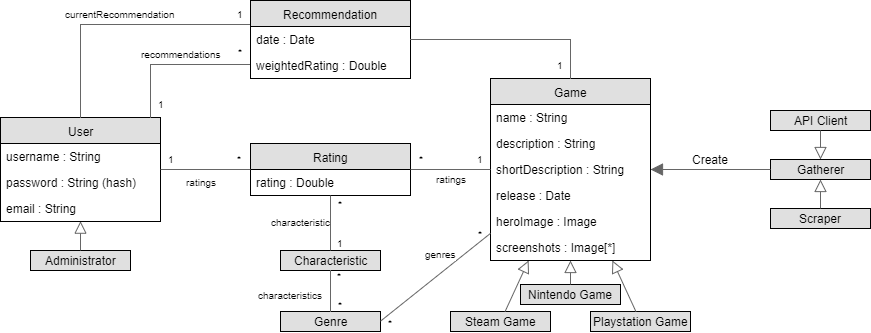 currentRecommendation
1
Recommendation
date : Date
weightedRating : Double
*
recommendations
1
1
Game
name : String
description : String
shortDescription : String
release : Date
heroImage : Image
screenshots : Image[*]
User
username : String
password : String (hash)
email : String
Administrator
1
*
ratings
Rating
rating : Double
*
1
ratings
*
characteristic
1
Characteristic
*
characteristics
*
Genre
*
genres
*
Steam Game
Nintendo Game
Playstation Game
Create
API Client
Gatherer
Scraper